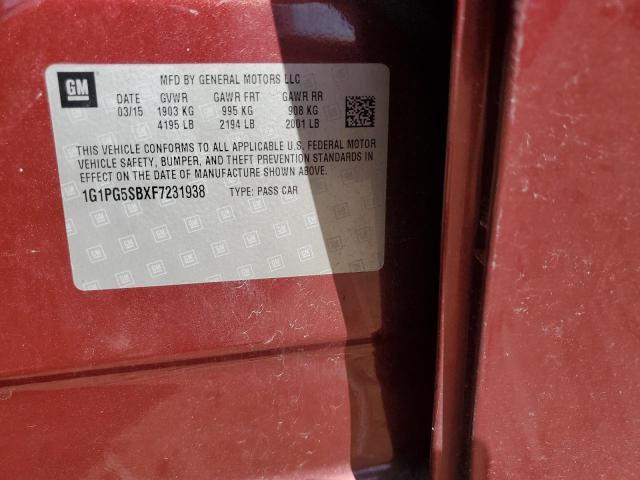 GM
MFD BY GENERAL MOTORS LLC
DATE GVWR GAWR FRT GAWR RR
03/15 1903 KG 995 KG 908 KG
4195 LB 2194 LB 2001 LB
THIS VEHICLE CONFORMS TO ALL APPLICABLE U.S. FEDERAL MOTOR
VEHICLE SAFETY, BUMPER, AND THEFT PREVENTION STANDARDS IN
EFFECT ON THE DATE OF MANUFACTURE SHOWN ABOVE.
1G1PG5SBXF7231938 TYPE: PASS CAR